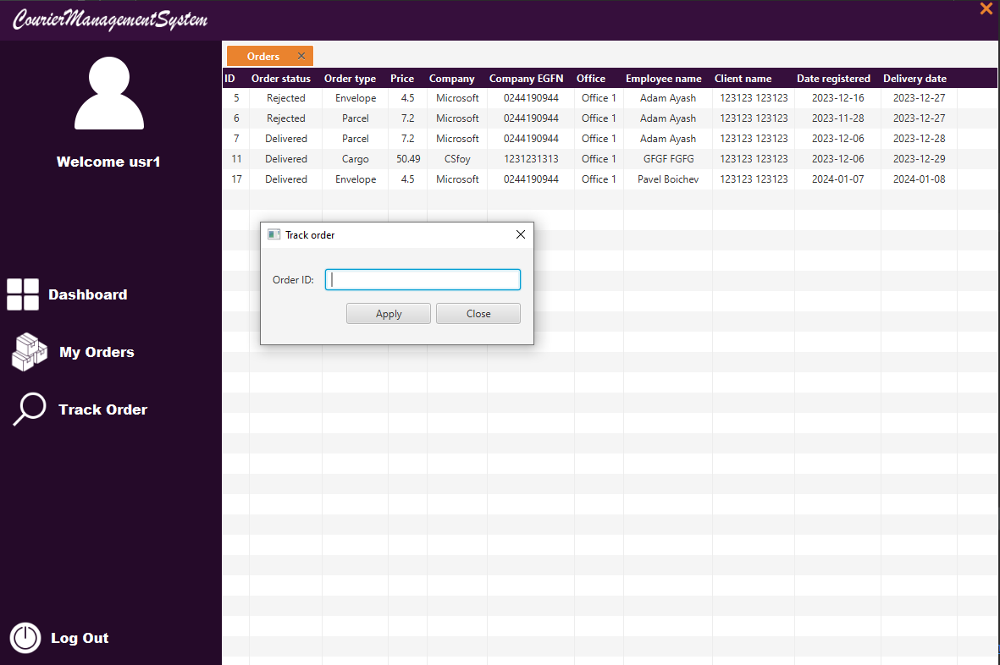 CourierManagementSystem
Welcome usr1
Dashboard
My Orders
Track Order
Log Out
Orders
ID Order status Order type Price Company Company EGFN Office Employee name Client name Date registered Delivery date
5 Rejected Envelope 4.5 Microsoft 0244190944 Office 1 Adam Ayash 123123 123123 2023-12-16 2023-12-27
6 Rejected Parcel 7.2 Microsoft 0244190944 Office 1 Adam Ayash 123123 123123 2023-11-28 2023-12-27
7 Delivered Parcel 7.2 Microsoft 0244190944 Office 1 Adam Ayash 123123 123123 2023-12-06 2023-12-28
11 Delivered Cargo 50.49 CSfoy 1231231313 Office 1 GFGF FGFG 123123 123123 2023-12-06 2023-12-29
17 Delivered Envelope 4.5 Microsoft 0244190944 Office 1 Pavel Boichev 123123 123123 2024-01-07 2024-01-08
Track order
Order ID:
Apply Close